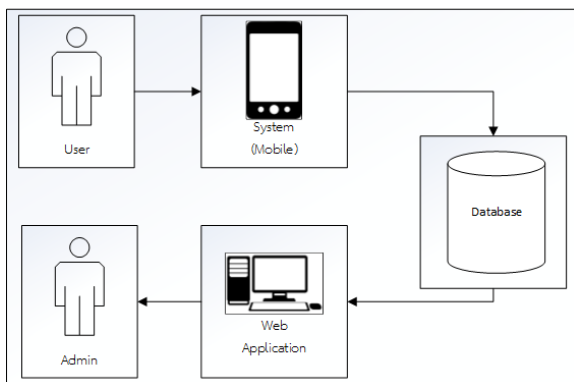 User
System
(Mobile)
Database
Admin
Web
Application